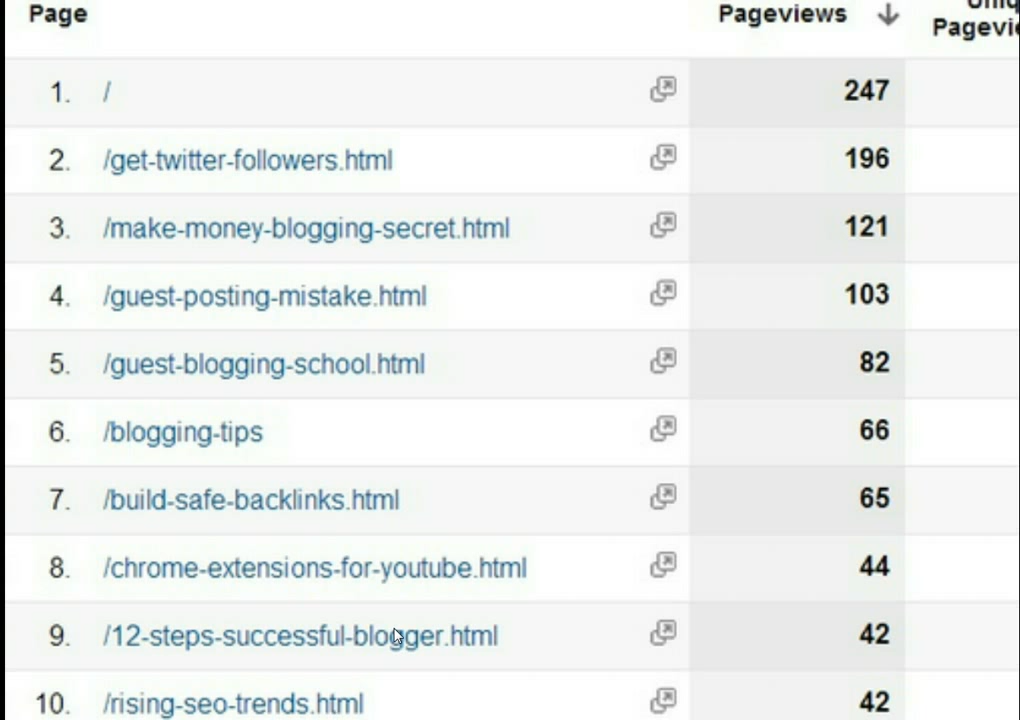 Page Pageviews
Pageviews
1. / 247
2. /get-twitter-followers.html 196
3. /make-money-blogging-secret.html 121
4. /guest-posting-mistake.html 103
5. /guest-blogging-school.html 82
6. /blogging-tips 66
7. /build-safe-backlinks.html 65
8. /chrome-extensions-for-youtube.html 44
9. /12-steps-successful-blogger.html 42
10. /rising-seo-trends.html 42